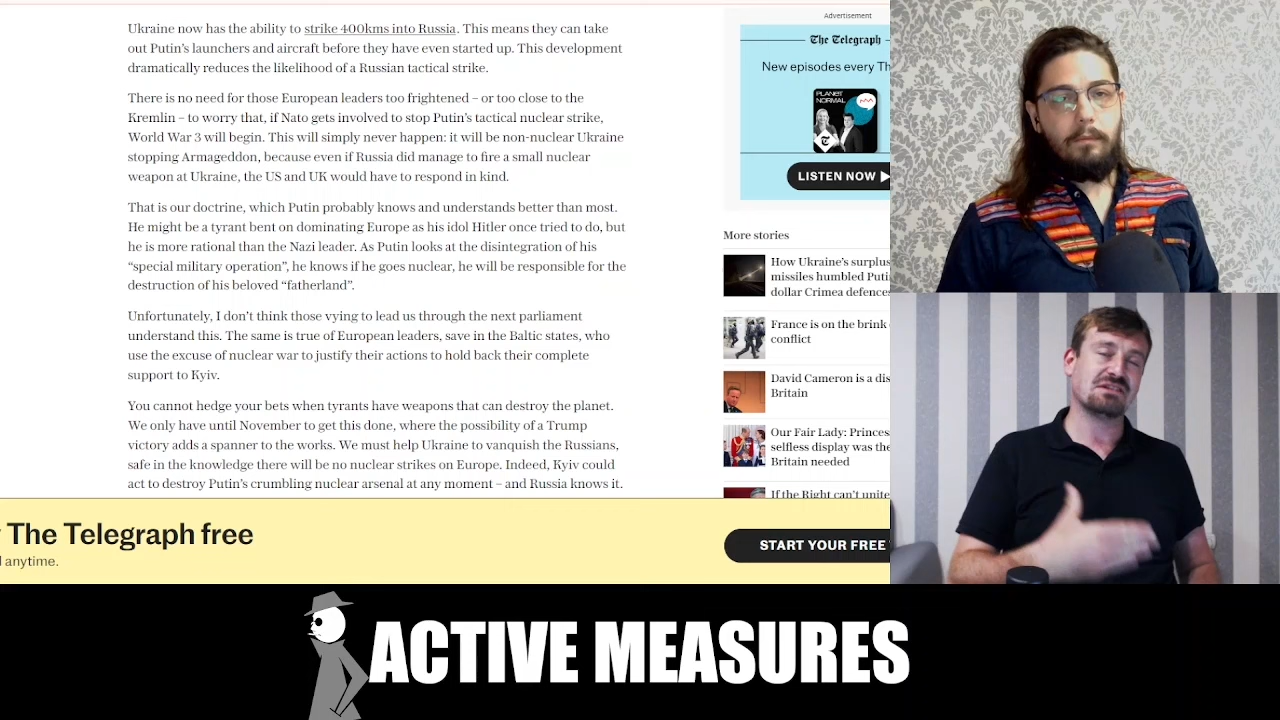 Ukraine now has the ability to strike 400kms into Russia. This means they can take
out Putin's launchers and aircraft before they have even started up. This development
dramatically reduces the likelihood of a Russian tactical strike.
There is no need for those European leaders too frightened – or too close to the
Kremlin – to worry that, if Nato gets involved to stop Putin's tactical nuclear strike,
World War 3 will begin. This will simply never happen: it will be non-nuclear Ukraine
stopping Armageddon, because even if Russia did manage to fire a small nuclear
weapon at Ukraine, the US and UK would have to respond in kind.
That is our doctrine, which Putin probably knows and understands better than most.
He might be a tyrant bent on dominating Europe as his idol Hitler once tried to do, but
he is more rational than the Nazi leader. As Putin looks at the disintegration of his
“special military operation”, he knows if he goes nuclear, he will be responsible for the
destruction of his beloved “fatherland”.
Unfortunately, I don't think those vying to lead us through the next parliament
understand this. The same is true of European leaders, save in the Baltic states, who
use the excuse of nuclear war to justify their actions to hold back their complete
support to Kyiv.
You cannot hedge your bets when tyrants have weapons that can destroy the planet.
We only have until November to get this done, where the possibility of a Trump
victory adds a spanner to the works. We must help Ukraine to vanquish the Russians,
safe in the knowledge there will be no nuclear strikes on Europe. Indeed, Kyiv could
act to destroy Putin's crumbling nuclear arsenal at any moment – and Russia knows it.
Advertisement
The Telegraph
New episodes every Th
PLANET
NORMAL
LISTEN NOW
More stories
How Ukraine's surplus
missiles humbled Puti
dollar Crimea defences
France is on the brink
conflict
David Cameron is a dis
Britain
Our Fair Lady: Princes
selfless display was the
Britain needed
If the Right can't unite
The Telegraph free
anytime.
START YOUR FREE
ACTIVE MEASURES